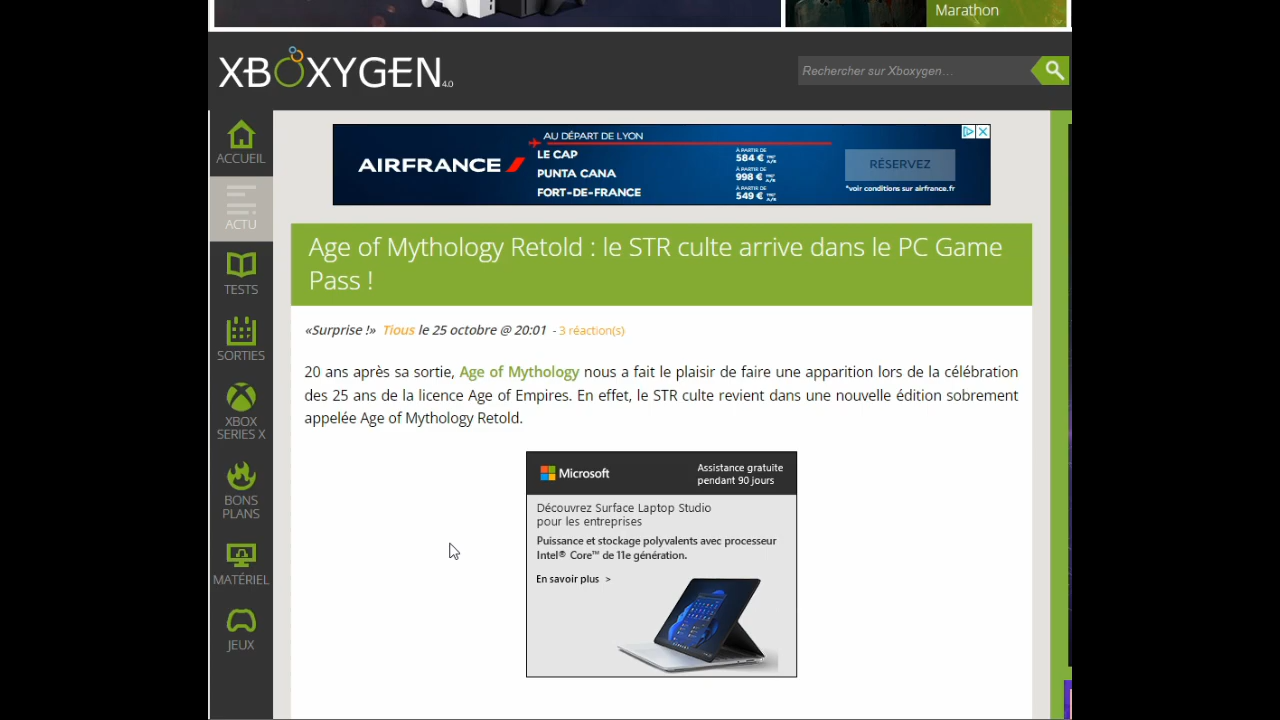 Marathon
XBOXYGEN 4.0
Rechercher sur Xboxygen…
ACCUEIL
ACTU
TESTS
SORTIES
XBOX
SERIES X
BONS
PLANS
MATÉRIEL
JEUX
AIRFRANCE
AU DÉPART DE LYON
LE CAP
À PARTIR DE
584 € TTC A/R
PUNTA CANA
À PARTIR DE
998 € TTC A/R
FORT-DE-FRANCE
À PARTIR DE
549 € TTC A/R
RÉSERVEZ
*voir conditions sur airfrance.fr
Age of Mythology Retold : le STR culte arrive dans le PC Game
Pass !
«Surprise !» Tious le 25 octobre @ 20:01 - 3 réaction(s)
20 ans après sa sortie, Age of Mythology nous a fait le plaisir de faire une apparition lors de la célébration
des 25 ans de la licence Age of Empires. En effet, le STR culte revient dans une nouvelle édition sobrement
appelée Age of Mythology Retold.
Microsoft
Assistance gratuite
pendant 90 jours
Découvrez Surface Laptop Studio
pour les entreprises
Puissance et stockage polyvalents avec processeur
Intel® Core™ de 11e génération.
En savoir plus >